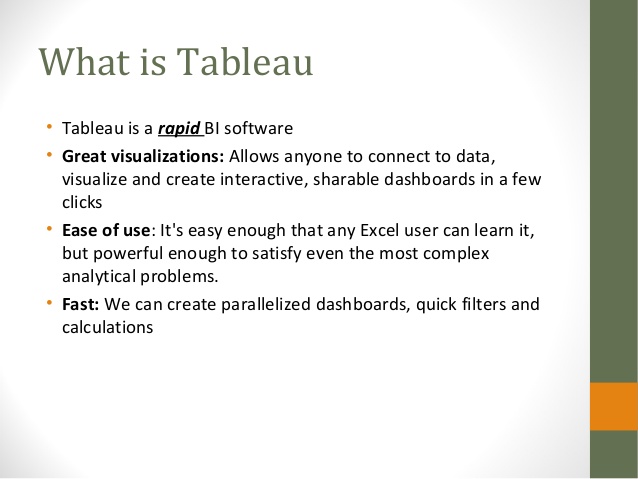 What is Tableau
• Tableau is a rapid BI software
• Great visualizations: Allows anyone to connect to data,
visualize and create interactive, sharable dashboards in a few
clicks
• Ease of use: It's easy enough that any Excel user can learn it,
but powerful enough to satisfy even the most complex
analytical problems.
• Fast: We can create parallelized dashboards, quick filters and
calculations